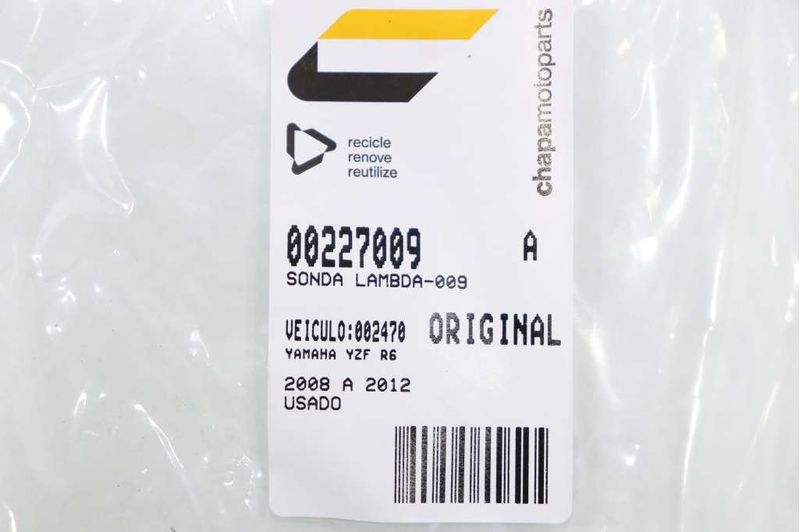 chapamotoparts
recicle
renove
reutilize
00227009 A
SONDA LAMBDA-009
VEICULO:002470 ORIGINAL
YAMAHA YZF R6
2008 A 2012
USADO